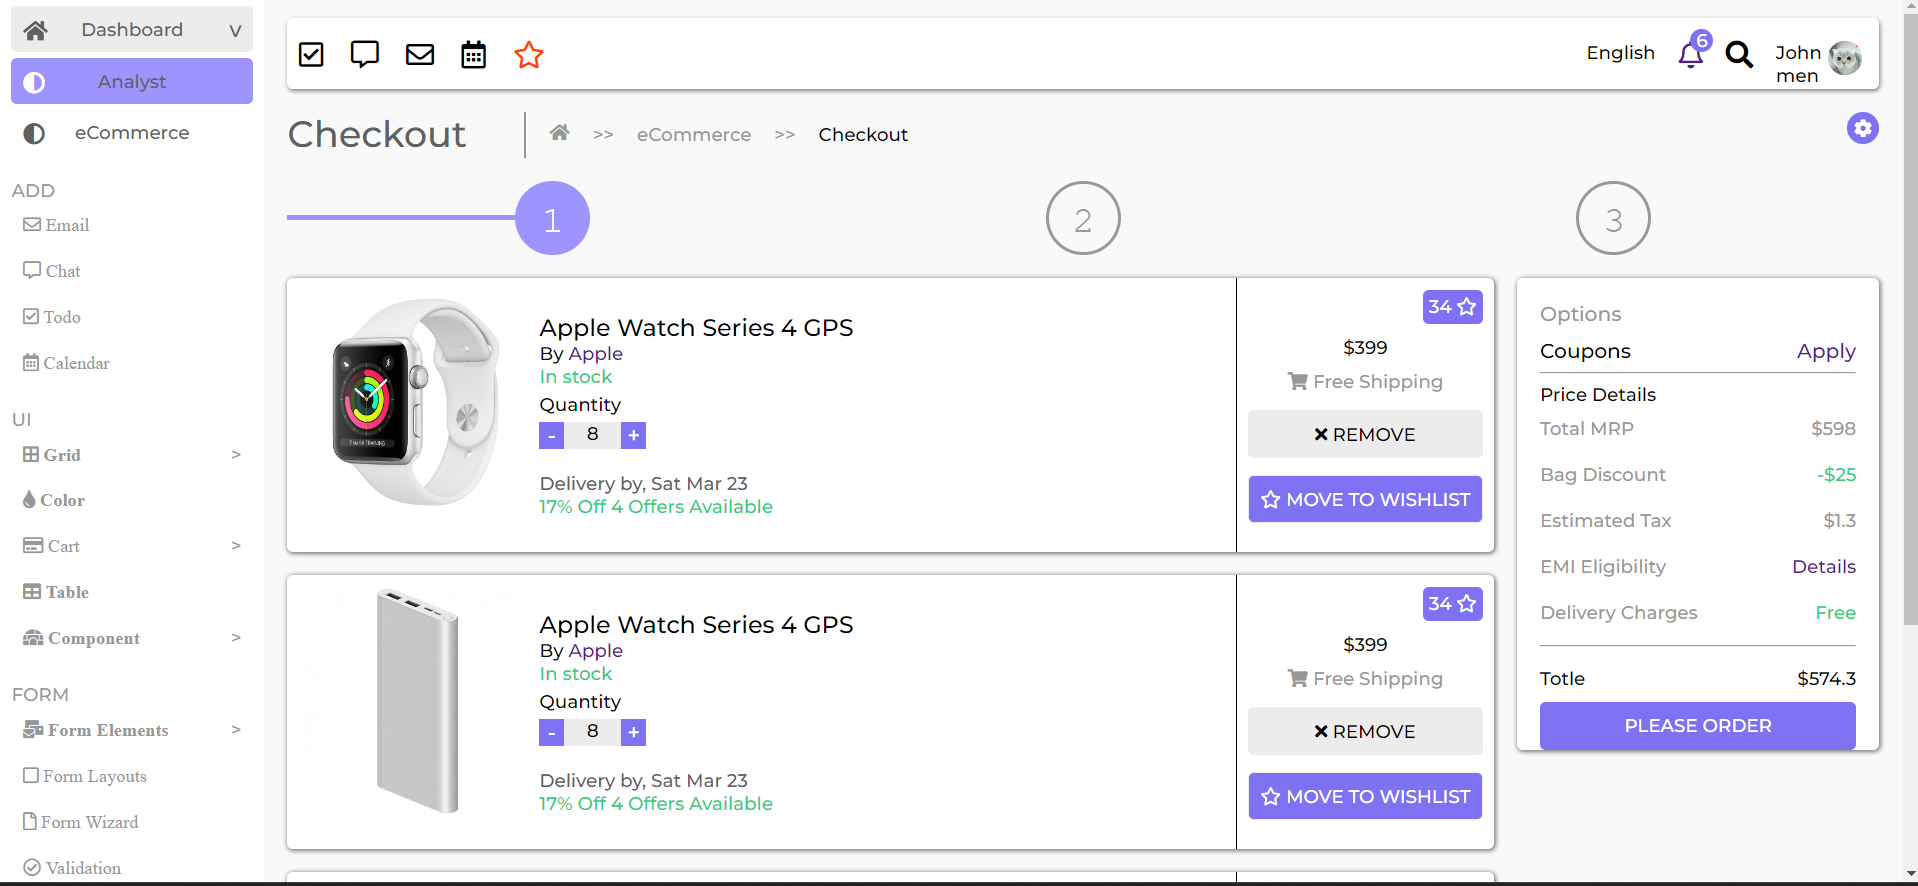 Dashboard
v
Analyst
eCommerce
ADD
Email
Chat
Todo
Calendar
UI
Grid >
Color
Cart >
Table
Component >
FORM
Form Elements >
Form Layouts
Form Wizard
Validation
English
6
John
men
Checkout
>> eCommerce >> Checkout
1
2
3
Apple Watch Series 4 GPS
By Apple
In stock
Quantity
- 8 +
Delivery by, Sat Mar 23
17% Off 4 Offers Available
34
$399
Free Shipping
REMOVE
MOVE TO WISHLIST
Apple Watch Series 4 GPS
By Apple
In stock
Quantity
- 8 +
Delivery by, Sat Mar 23
17% Off 4 Offers Available
34
$399
Free Shipping
REMOVE
MOVE TO WISHLIST
Options
Coupons Apply
Price Details
Total MRP $598
Bag Discount -$25
Estimated Tax $1.3
EMI Eligibility Details
Delivery Charges Free
Totle $574.3
PLEASE ORDER